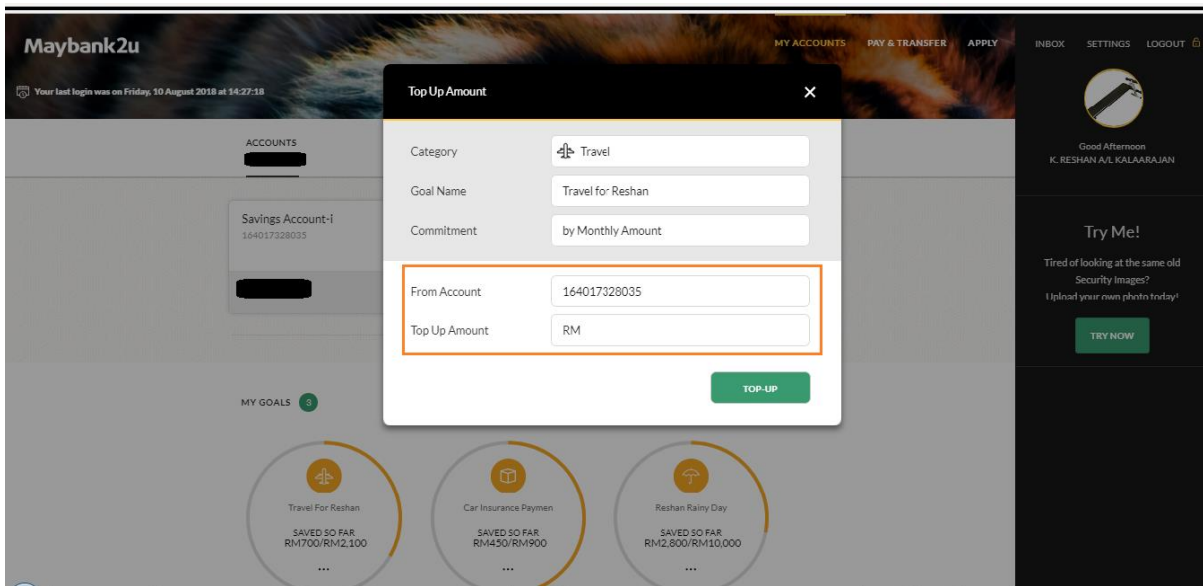 Maybank2u
MY ACCOUNTS PAY & TRANSFER APPLY
INBOX SETTINGS LOGOUT
Your last login was on Friday, 10 August 2018 at 14:27:18
Top Up Amount
Category
Travel
Goal Name
Travel for Reshan
Commitment
by Monthly Amount
From Account
164017328035
Top Up Amount
RM
TOP-UP
ACCOUNTS
Savings Account-i
164017328035
Good Afternoon
K. RESHAN A/L KALAARAJAN
Try Me!
Tired of looking at the same old
Security Images?
Upload your own photo today!
TRY NOW
MY GOALS 3
Travel For Reshan
SAVED SO FAR
RM700/RM2,100
...
Car Insurance Paymen
SAVED SO FAR
RM450/RM900
...
Reshan Rainy Day
SAVED SO FAR
RM2,800/RM10,000
...